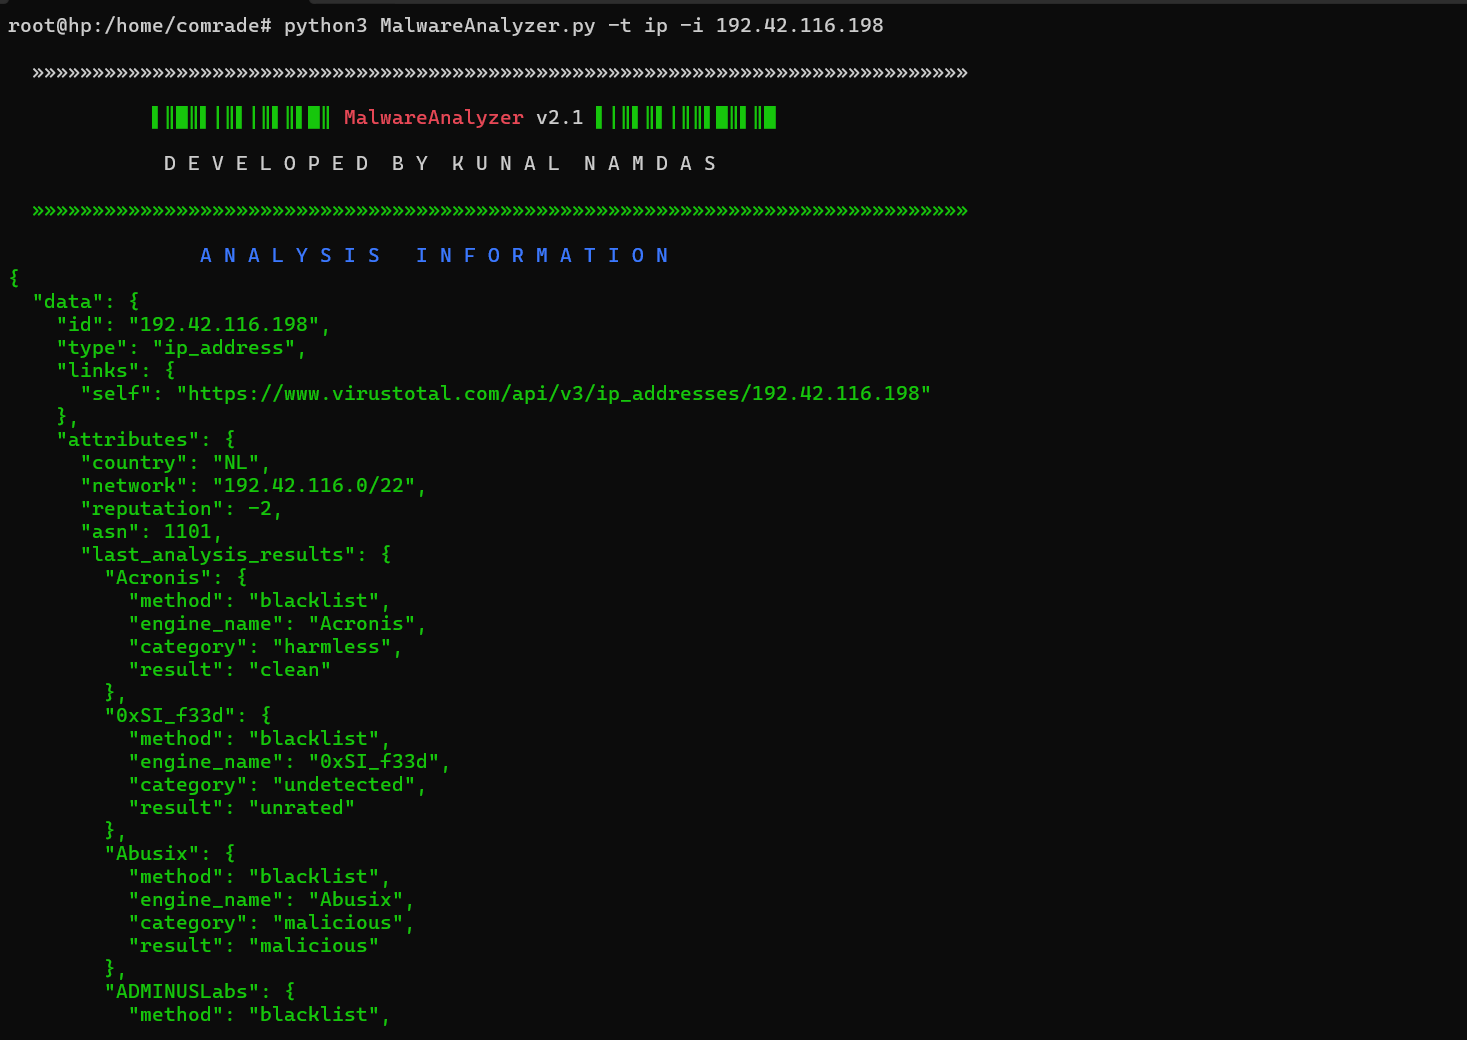 root@hp:/home/comrade# python3 MalwareAnalyzer.py -t ip -i 192.42.116.198
»»»»»»»»»»»»»»»»»»»»»»»»»»»»»»»»»»»»»»»»»»»»»»»»»»»»»»»»»»»»»»»»»»»»»»»»»»»»»»
MalwareAnalyzer v2.1
D E V E L O P E D  B Y  K U N A L  N A M D A S
»»»»»»»»»»»»»»»»»»»»»»»»»»»»»»»»»»»»»»»»»»»»»»»»»»»»»»»»»»»»»»»»»»»»»»»»»»»»»»
A N A L Y S I S   I N F O R M A T I O N
{
  "data": {
    "id": "192.42.116.198",
    "type": "ip_address",
    "links": {
      "self": "https://www.virustotal.com/api/v3/ip_addresses/192.42.116.198"
    },
    "attributes": {
      "country": "NL",
      "network": "192.42.116.0/22",
      "reputation": -2,
      "asn": 1101,
      "last_analysis_results": {
        "Acronis": {
          "method": "blacklist",
          "engine_name": "Acronis",
          "category": "harmless",
          "result": "clean"
        },
        "0xSI_f33d": {
          "method": "blacklist",
          "engine_name": "0xSI_f33d",
          "category": "undetected",
          "result": "unrated"
        },
        "Abusix": {
          "method": "blacklist",
          "engine_name": "Abusix",
          "category": "malicious",
          "result": "malicious"
        },
        "ADMINUSLabs": {
          "method": "blacklist",